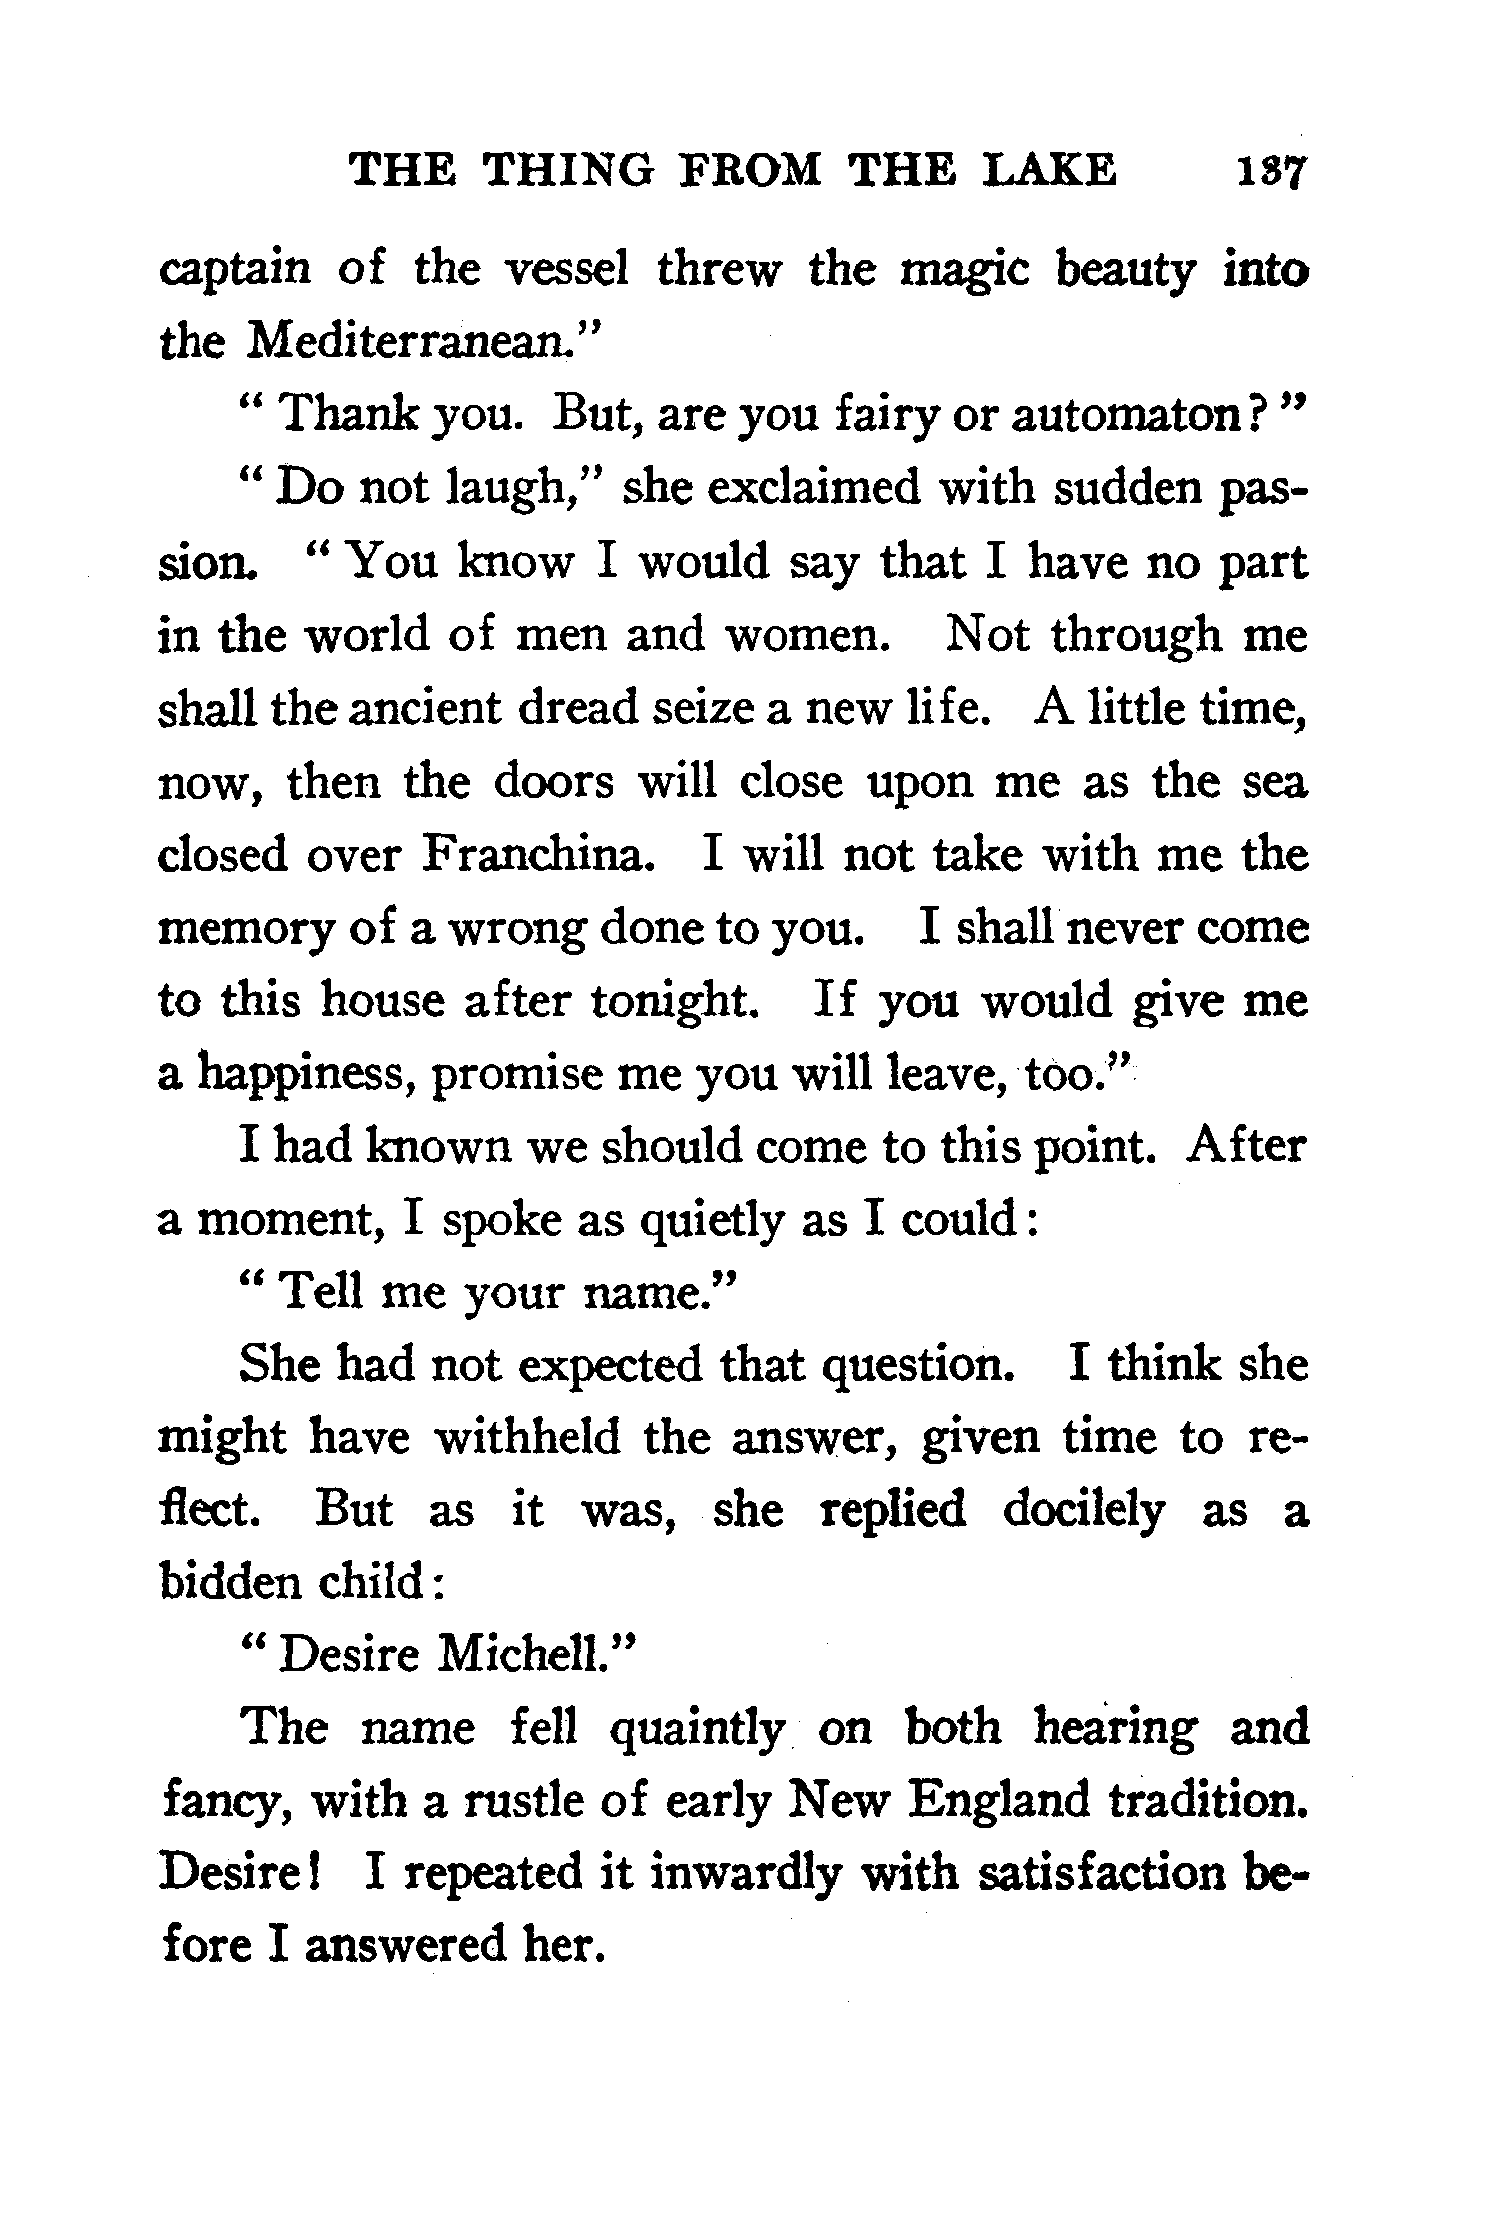 THE THING FROM THE LAKE 187
captain of the vessel threw the magic beauty into
the Mediterranean."
" Thank you. But, are you fairy or automaton? "
" Do not laugh," she exclaimed with sudden pas-
sion. " You know I would say that I have no part
in the world of men and women. Not through me
shall the ancient dread seize a new life. A little time,
now, then the doors will close upon me as the sea
closed over Franchina. I will not take with me the
memory of a wrong done to you. I shall never come
to this house after tonight. If you would give me
a happiness, promise me you will leave, too."
I had known we should come to this point. After
a moment, I spoke quietly as I could :
" Tell me your name."
She had not expected that question. I think she
might have withheld the answer, given time to re-
flect. But as it was, she replied docilely as a
bidden child :
" Desire Michell."
The name fell quaintly on both hearing and
fancy, with a rustle of early New England tradition.
Desire! I repeated it inwardly with satisfaction be-
fore I answered her.